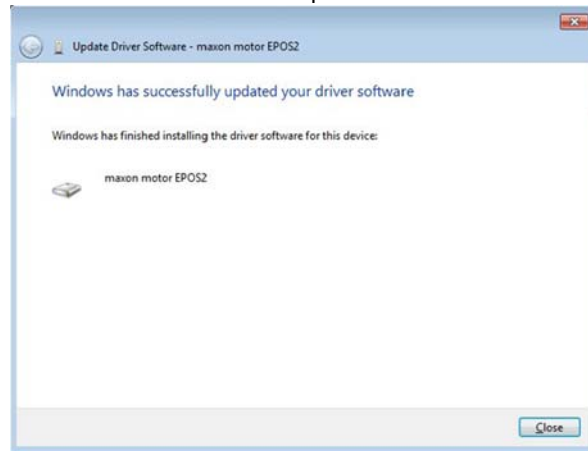 Update Driver Software - maxon motor EPOS2
Windows has successfully updated your driver software
Windows has finished installing the driver software for this device:
maxon motor EPOS2
Close